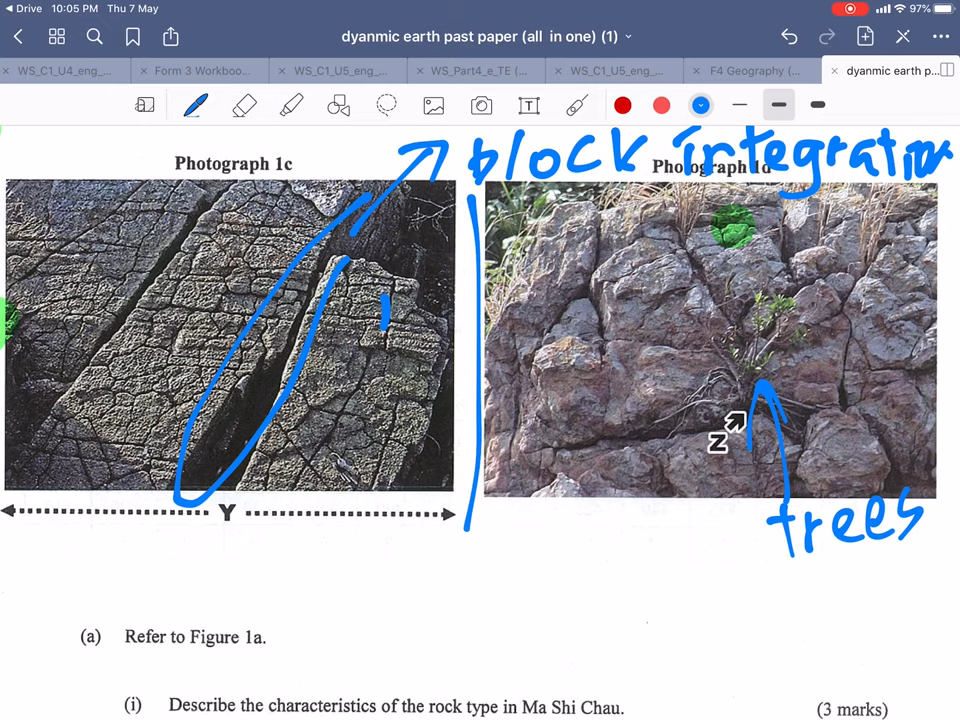 Drive 10:05 PM Thu 7 May 97%
dyanmic earth past paper (all in one) (1)
WS_C1_U4_eng_... Form 3 Workboo... WS_C1_U5_eng_... WS_Part4_e_TE (... WS_C1_U5_eng_... F4 Geography (... dyanmic earth p...
T
block integration
Photograph 1c Photograph 1d
Z
Y
trees
(a) Refer to Figure 1a.
(i) Describe the characteristics of the rock type in Ma Shi Chau. (3 marks)